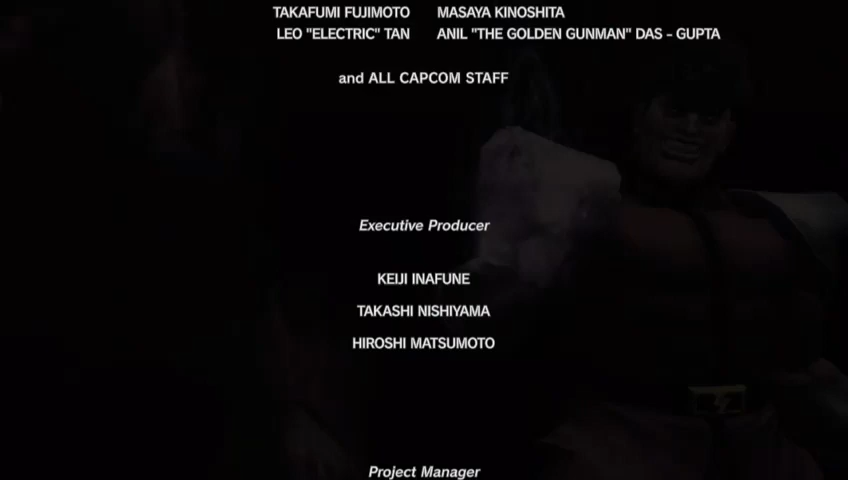 TAKAFUMI FUJIMOTO MASAYA KINOSHITA
LEO "ELECTRIC" TAN ANIL "THE GOLDEN GUNMAN" DAS - GUPTA
and ALL CAPCOM STAFF
Executive Producer
KEIJI INAFUNE
TAKASHI NISHIYAMA
HIROSHI MATSUMOTO
Project Manager